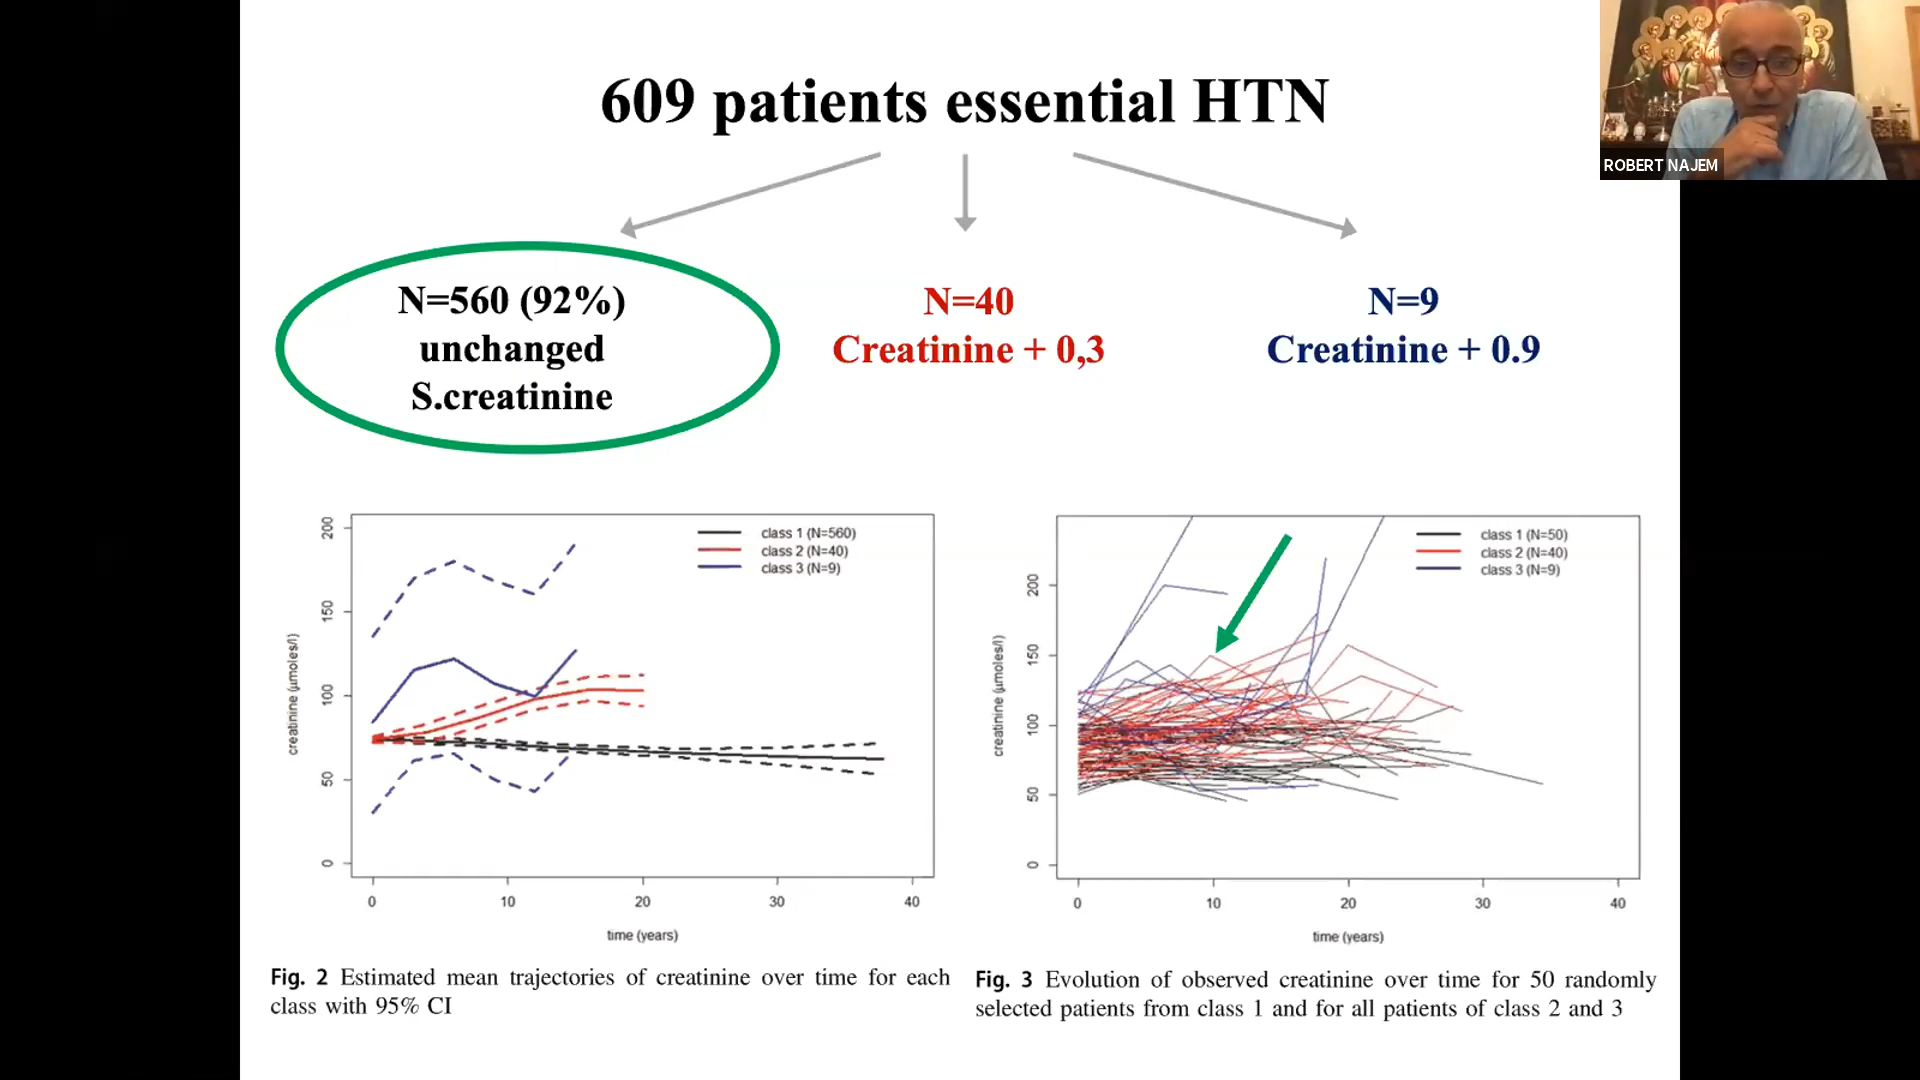 609 patients essential HTN
ROBERT NAJEM
N=560 (92%)
unchanged
S.creatinine
N=40
Creatinine + 0,3
N=9
Creatinine + 0.9
class 1 (N=560)
class 2 (N=40)
class 3 (N=9)
creatinine (µmoles/l)
200
150
100
50
0
0 10 20 30 40
time (years)
class 1 (N=50)
class 2 (N=40)
class 3 (N=9)
creatinine (µmoles/l)
200
150
100
50
0
0 10 20 30 40
time (years)
Fig. 2 Estimated mean trajectories of creatinine over time for each
class with 95% CI
Fig. 3 Evolution of observed creatinine over time for 50 randomly
selected patients from class 1 and for all patients of class 2 and 3